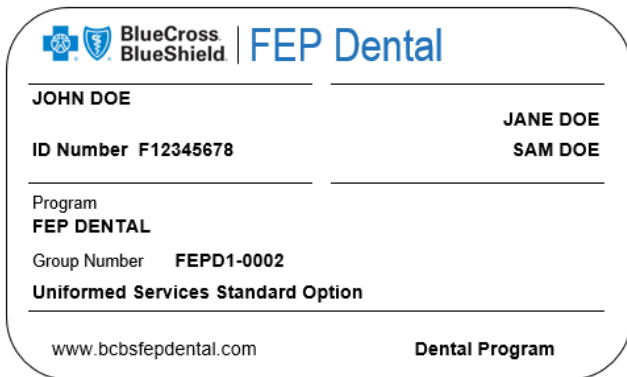 BlueCross BlueShield FEP Dental
JOHN DOE
JANE DOE
ID Number F12345678
SAM DOE
Program
FEP DENTAL
Group Number FEPD1-0002
Uniformed Services Standard Option
www.bcbsfepdental.com
Dental Program